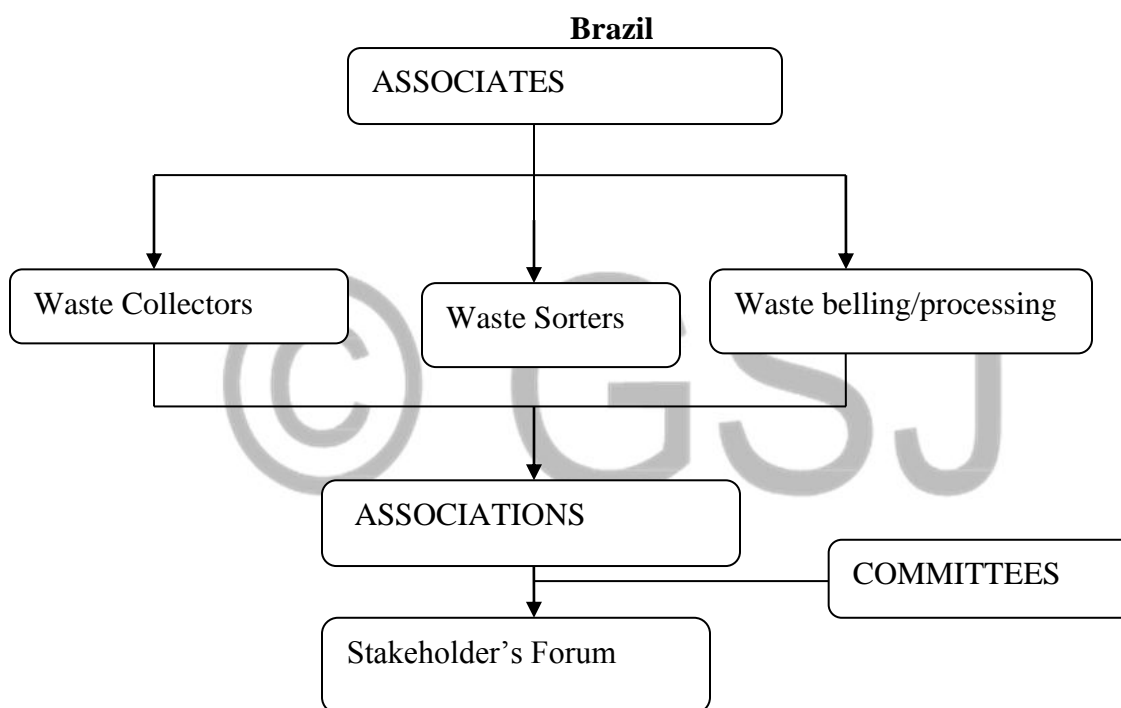 Brazil
ASSOCIATES
Waste Collectors
Waste Sorters
Waste belling/processing
© GSJ
ASSOCIATIONS
COMMITTEES
Stakeholder’s Forum